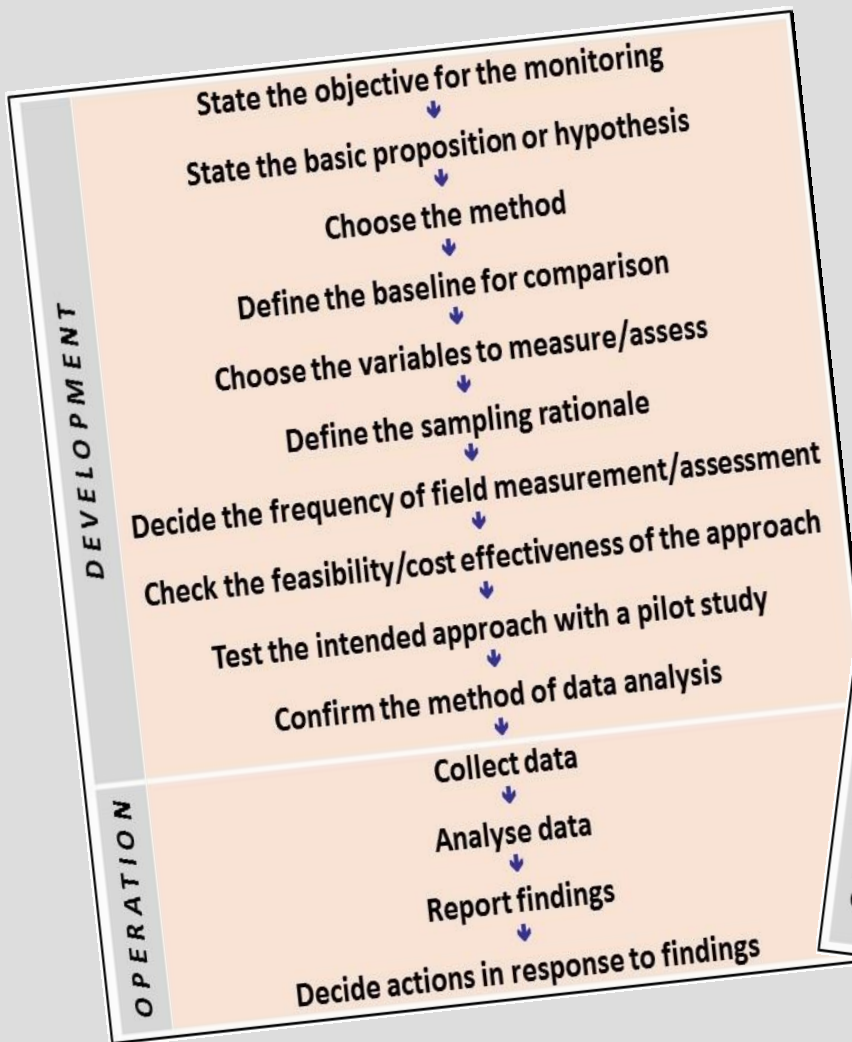 DEVELOPMENT
State the objective for the monitoring
State the basic proposition or hypothesis
Choose the method
Define the baseline for comparison
Choose the variables to measure/assess
Define the sampling rationale
Decide the frequency of field measurement/assessment
Check the feasibility/cost effectiveness of the approach
Test the intended approach with a pilot study
Confirm the method of data analysis
OPERATION
Collect data
Analyse data
Report findings
Decide actions in response to findings